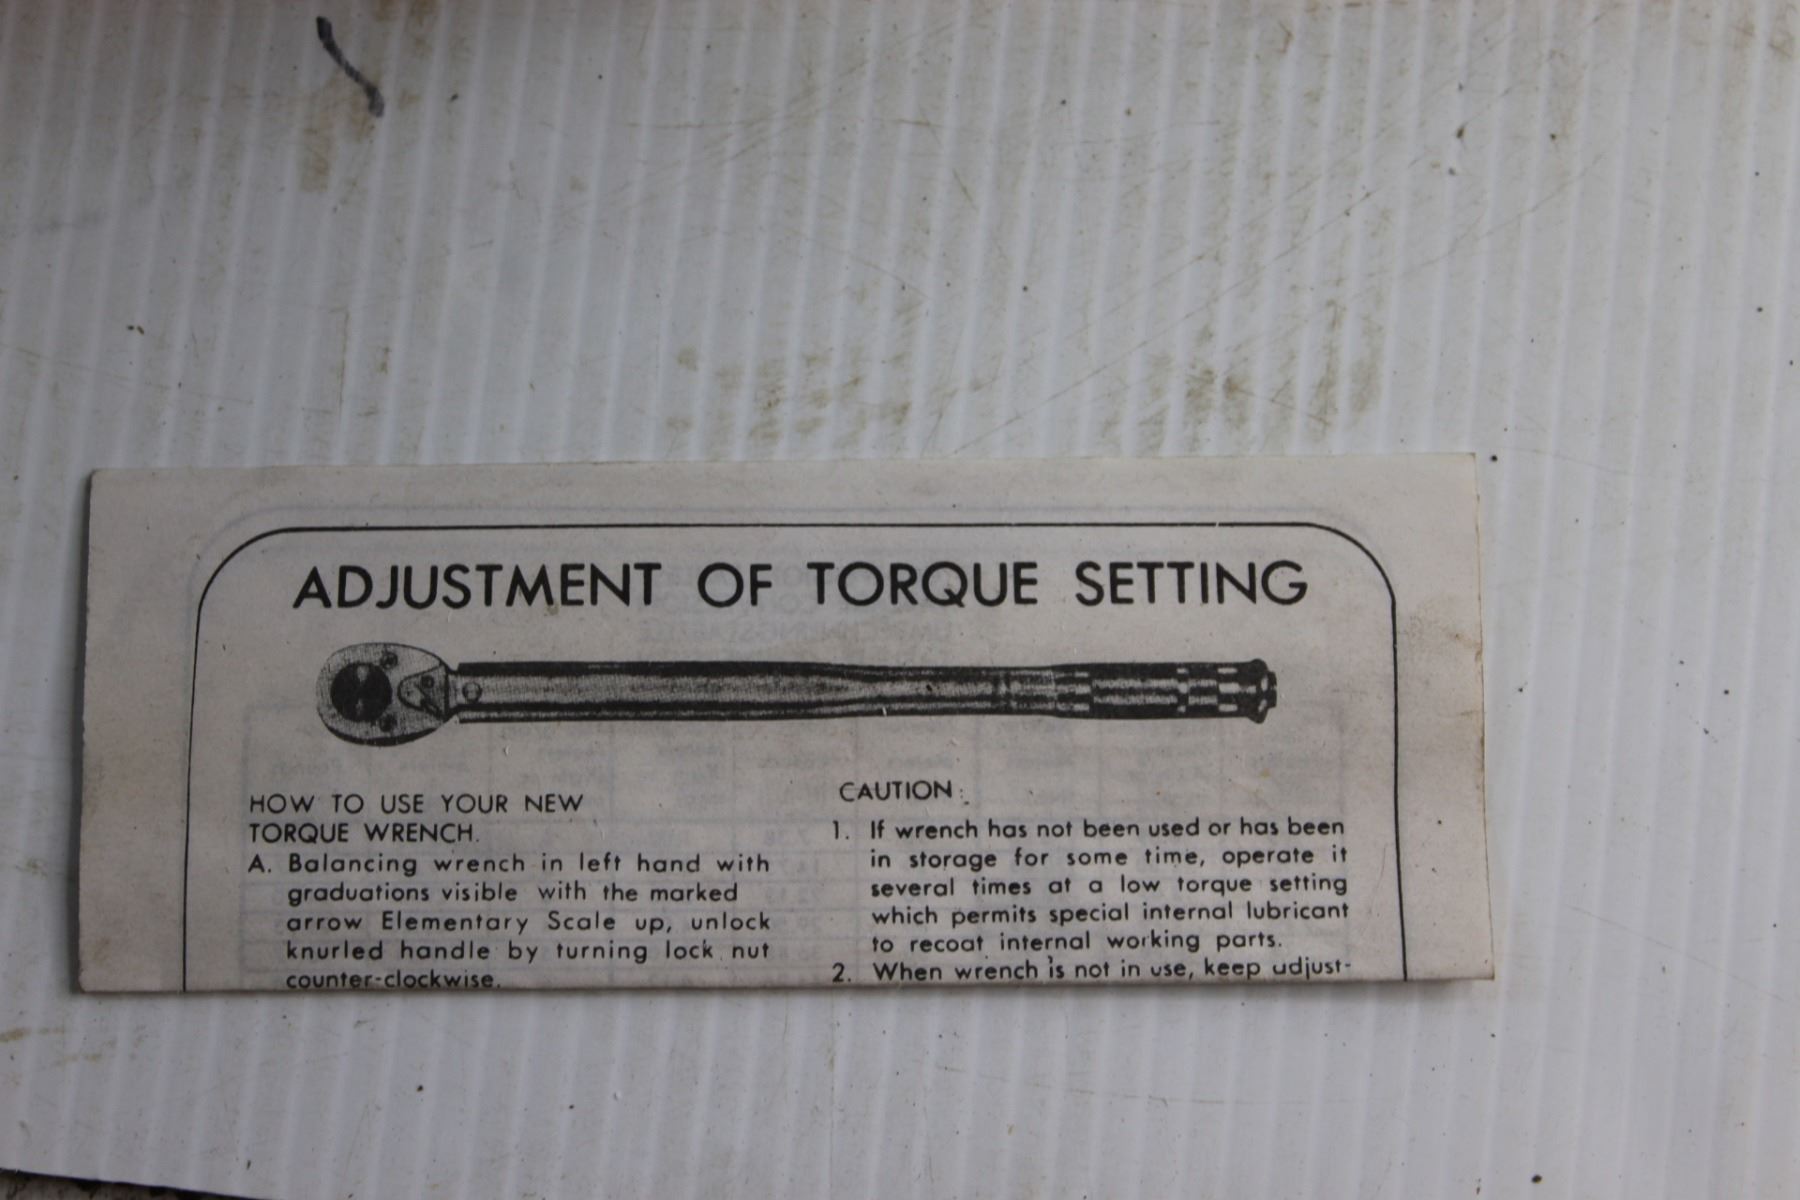 ADJUSTMENT OF TORQUE SETTING
HOW TO USE YOUR NEW
TORQUE WRENCH.
A. Balancing wrench in left hand with
graduations visible with the marked
arrow Elementary Scale up, unlock
knurled handle by turning lock nut
counter-clockwise.
CAUTION:
1. If wrench has not been used or has been
in storage for some time, operate it
several times at a low torque setting
which permits special internal lubricant
to recoat internal working parts.
2. When wrench is not in use, keep adjust-